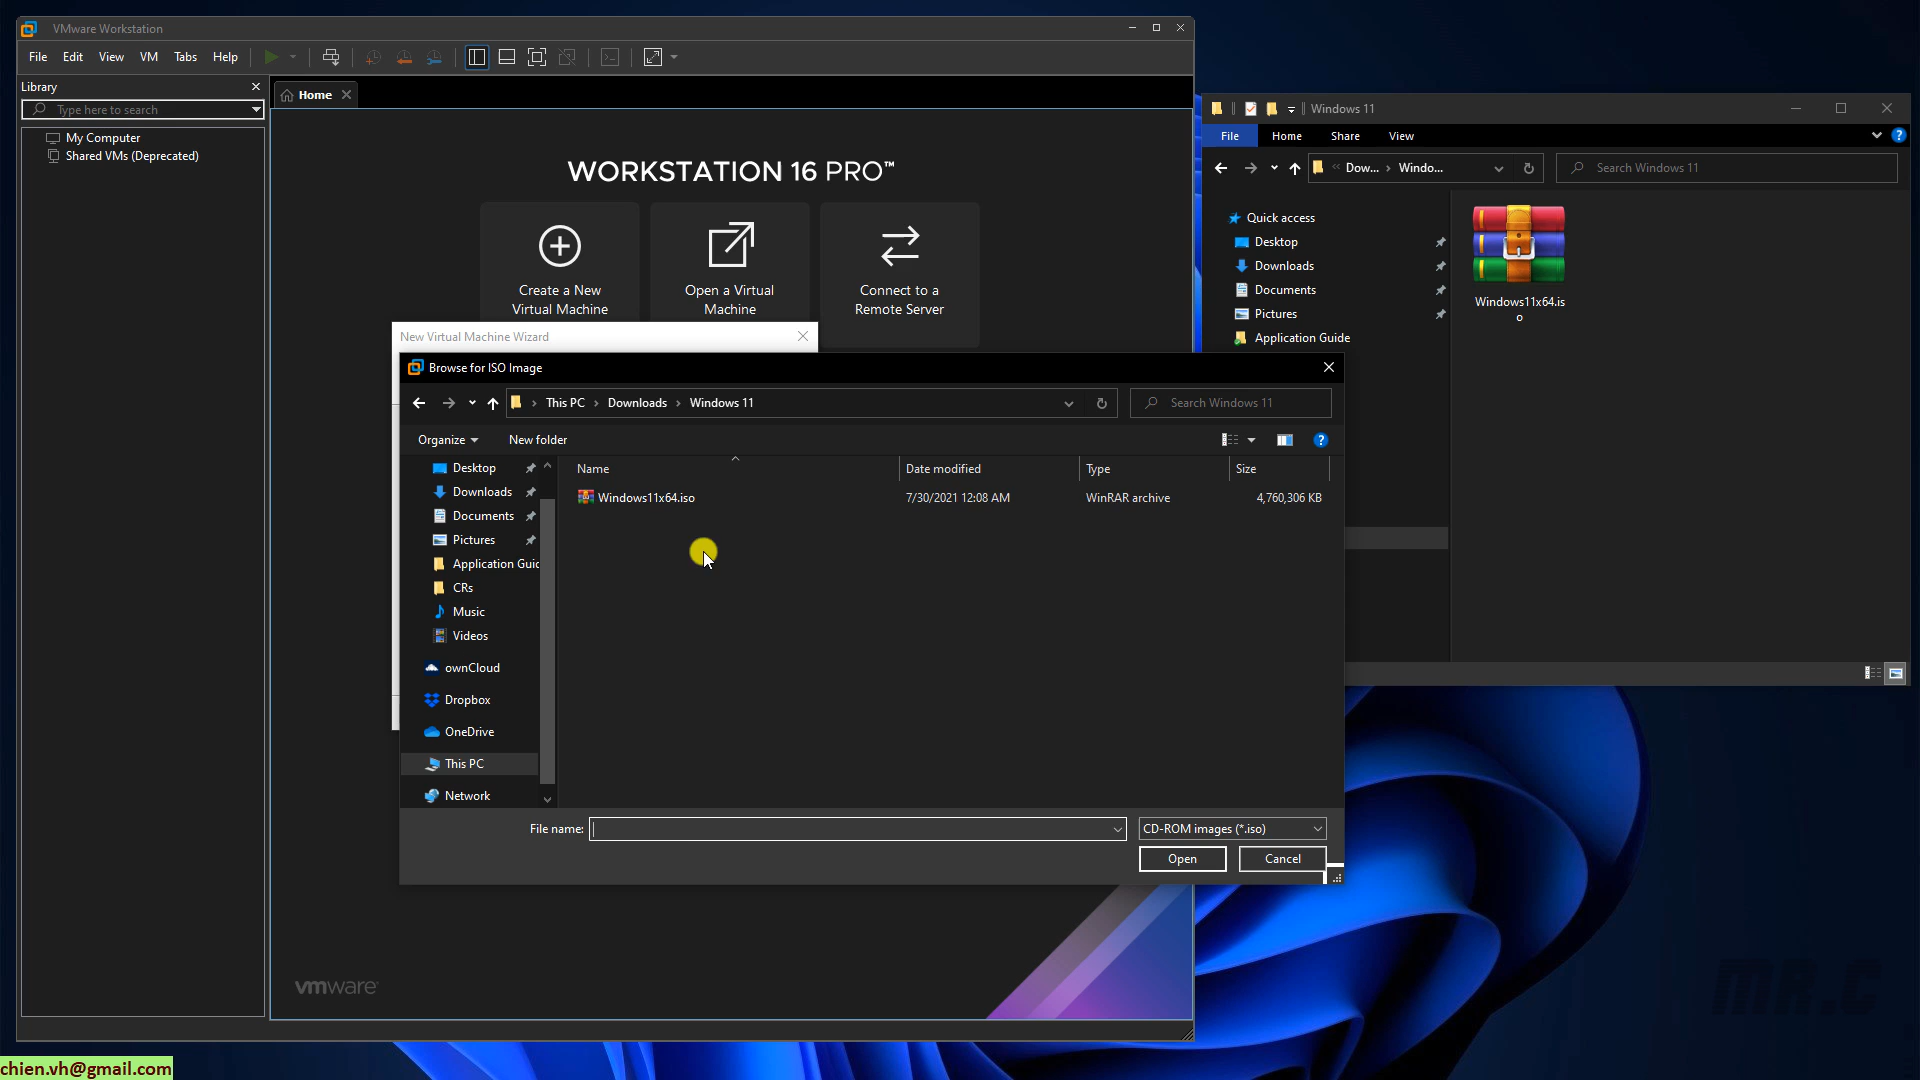 VMware Workstation
File Edit View VM Tabs Help
Library
Type here to search
My Computer
Shared VMs (Deprecated)
Home
WORKSTATION 16 PRO™
Create a New
Virtual Machine
Open a Virtual
Machine
Connect to a
Remote Server
New Virtual Machine Wizard
Browse for ISO Image
This PC > Downloads > Windows 11
Search Windows 11
Organize
New folder
Name
Date modified
Type
Size
Windows11x64.iso
7/30/2021 12:08 AM
WinRAR archive
4,760,306 KB
Desktop
Downloads
Documents
Pictures
Application Guid
CRs
Music
Videos
ownCloud
Dropbox
OneDrive
This PC
Network
File name:
CD-ROM images (*.iso)
Open
Cancel
vmware
Windows 11
File Home Share View
« Dow... > Windo...
Search Windows 11
Quick access
Desktop
Downloads
Documents
Pictures
Application Guide
Windows11x64.is
o
MR.C
chien.vh@gmail.com